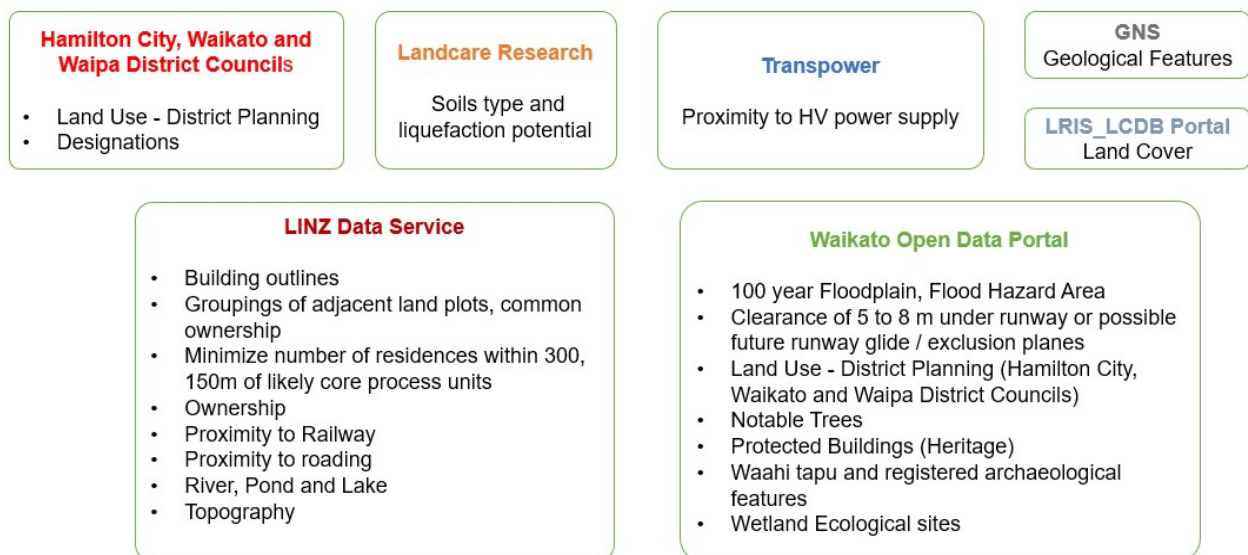 Hamilton City, Waikato and
Waipa District Councils
• Land Use - District Planning
• Designations
Landcare Research
Soils type and
liquefaction potential
Transpower
Proximity to HV power supply
GNS
Geological Features
LRIS_LCDB Portal
Land Cover
LINZ Data Service
• Building outlines
• Groupings of adjacent land plots, common
ownership
• Minimize number of residences within 300,
150m of likely core process units
• Ownership
• Proximity to Railway
• Proximity to roading
• River, Pond and Lake
• Topography
Waikato Open Data Portal
• 100 year Floodplain, Flood Hazard Area
• Clearance of 5 to 8 m under runway or possible
future runway glide / exclusion planes
• Land Use - District Planning (Hamilton City,
Waikato and Waipa District Councils)
• Notable Trees
• Protected Buildings (Heritage)
• Waahi tapu and registered archaeological
features
• Wetland Ecological sites